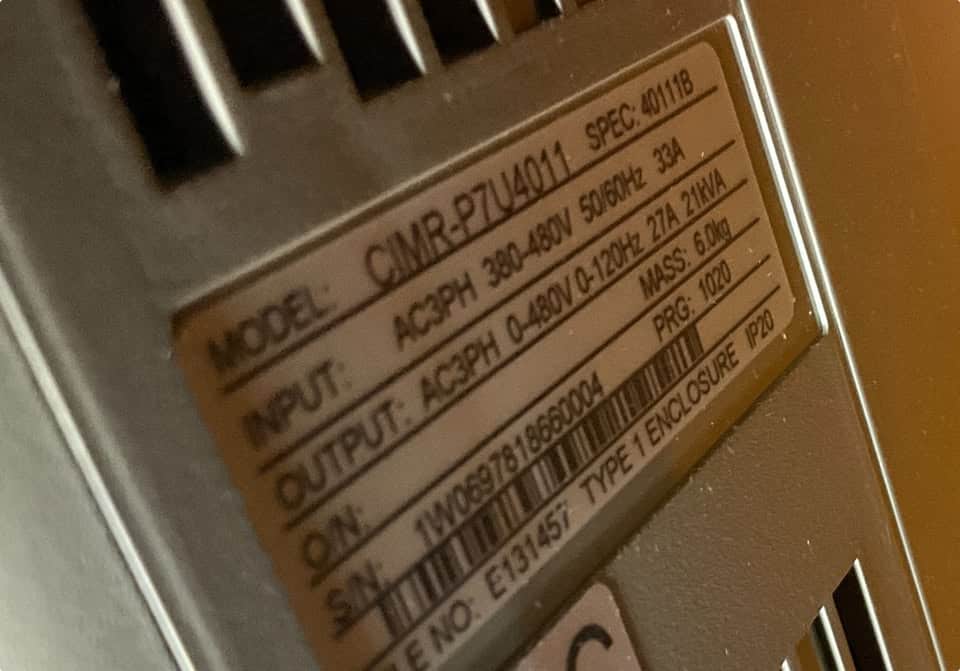 MODEL: CIMR-P7U4011 SPEC: 40111B
INPUT: AC3PH 380-480V 50/60Hz 33A
OUTPUT: AC3PH 0-480V 0-120Hz 27A 21kVA
O/N: MASS: 6.0kg
S/N: 1W0697818660004 PRG: 1020
LE NO: E131457 TYPE 1 ENCLOSURE IP20
C